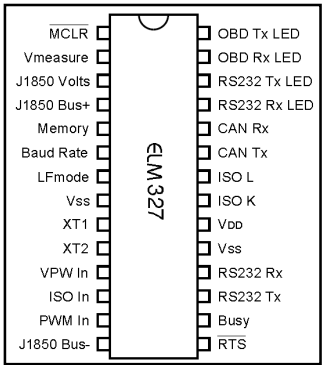 MCLR
Vmeasure
J1850 Volts
J1850 Bus+
Memory
Baud Rate
LFmode
Vss
XT1
XT2
VPW In
ISO In
PWM In
J1850 Bus-
ELM327
OBD Tx LED
OBD Rx LED
RS232 Tx LED
RS232 Rx LED
CAN Rx
CAN Tx
ISO L
ISO K
VDD
Vss
RS232 Rx
RS232 Tx
Busy
RTS